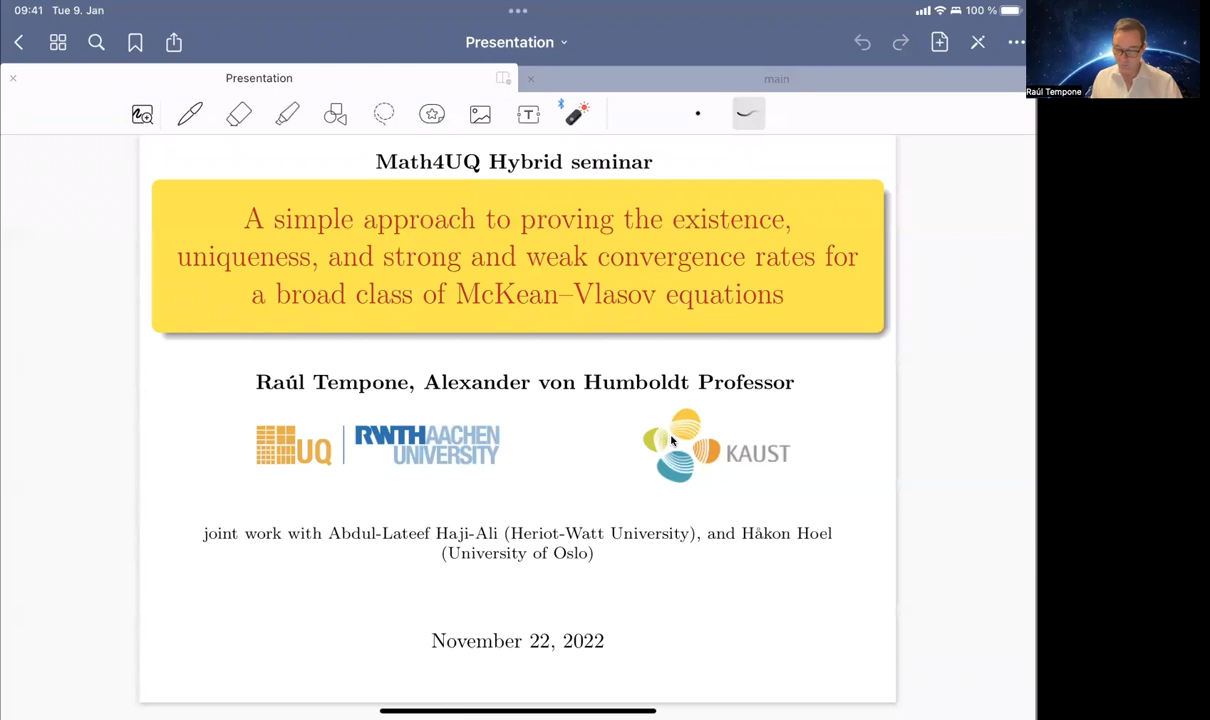 09:41 Tue 9. Jan
100 %
Presentation
Presentation
main
T
Raúl Tempone
Math4UQ Hybrid seminar
A simple approach to proving the existence,
uniqueness, and strong and weak convergence rates for
a broad class of McKean–Vlasov equations
Raúl Tempone, Alexander von Humboldt Professor
UQ RWTHAACHEN
UNIVERSITY
KAUST
joint work with Abdul-Lateef Haji-Ali (Heriot-Watt University), and Håkon Hoel
(University of Oslo)
November 22, 2022